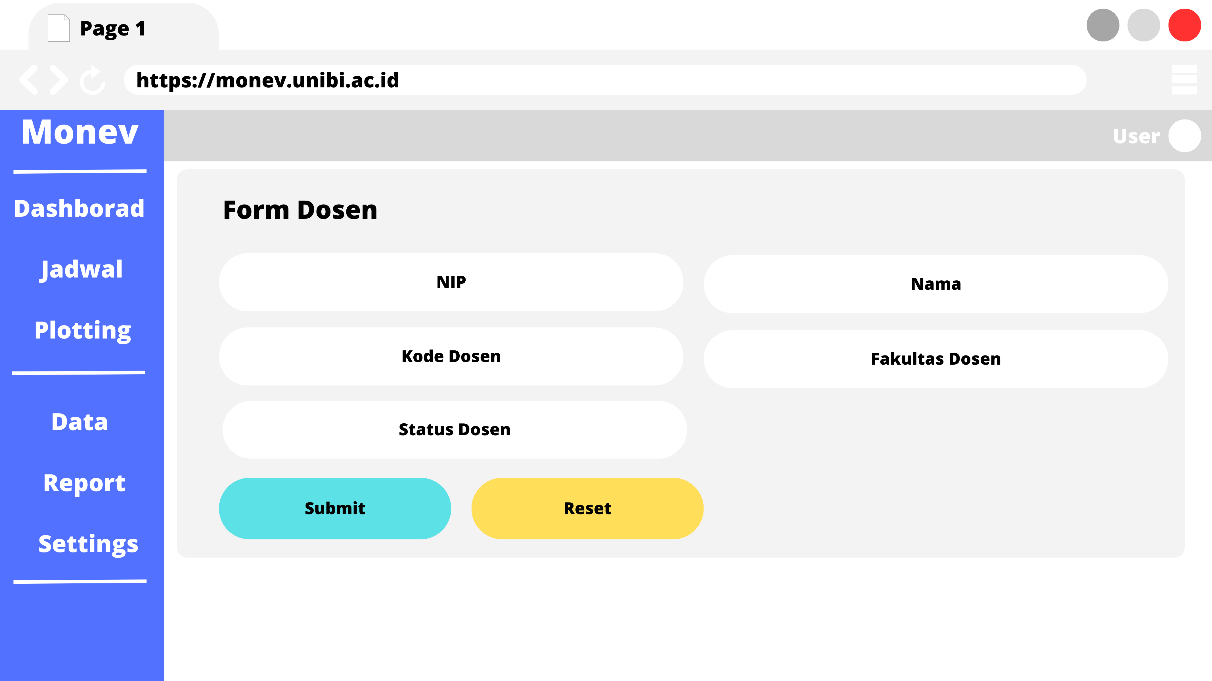 Page 1
https://monev.unibi.ac.id
Monev
User
Dashborad
Jadwal
Plotting
Data
Report
Settings
Form Dosen
NIP
Nama
Kode Dosen
Fakultas Dosen
Status Dosen
Submit
Reset